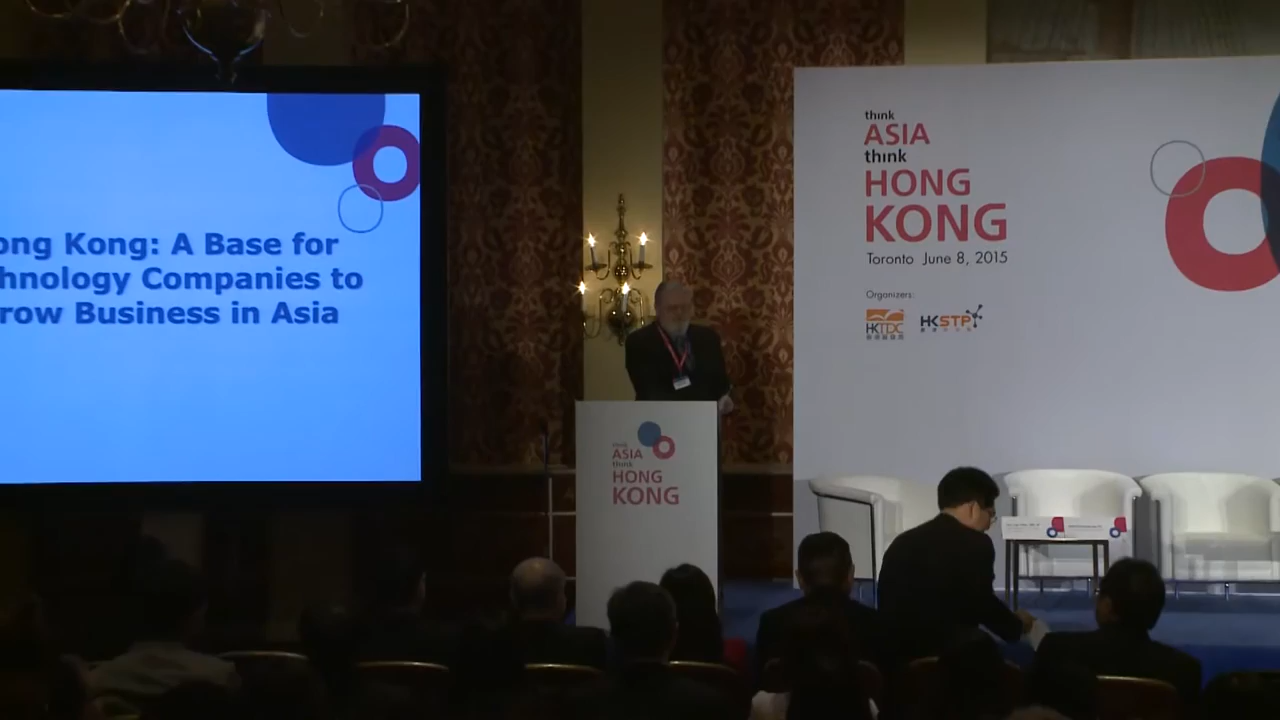 ong Kong: A Base for
hnology Companies to
row Business in Asia
think
ASIA
think
HONG
KONG
Toronto June 8, 2015
Organizers:
HKTDC
HKSTP
think
ASIA
think
HONG
KONG